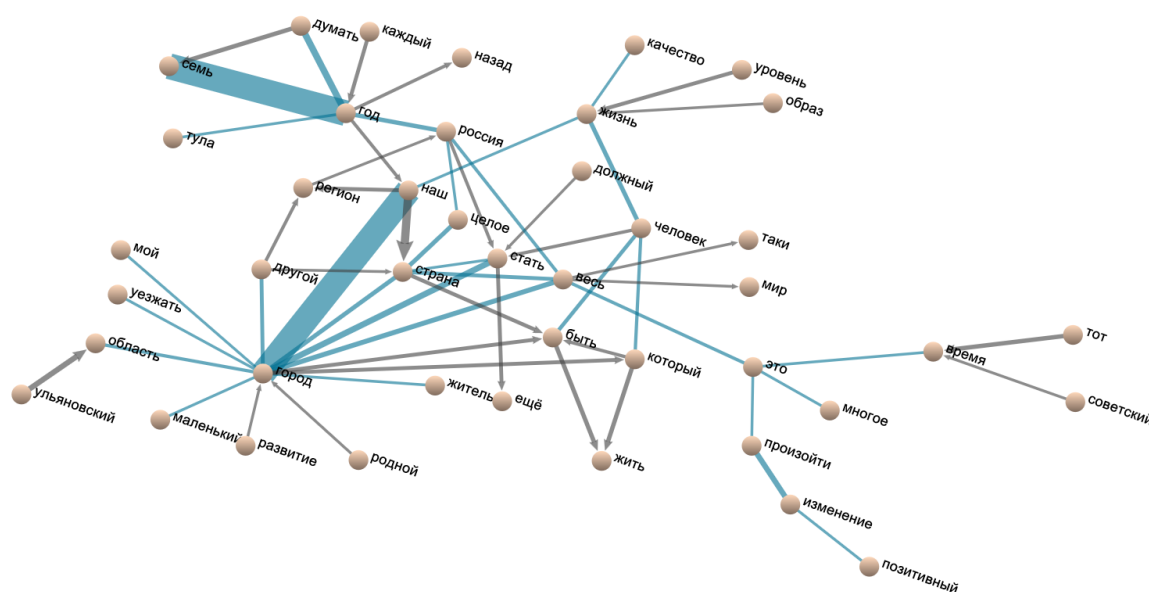 думать
каждый
назад
семь
год
тула
россия
качество
уровень
образ
жизнь
должный
регион
наш
целое
человек
таки
мой
другой
страна
стать
весь
мир
уезжать
область
быть
который
тот
время
ульяновский
город
житель
ещё
это
многое
советский
маленький
развитие
родной
жить
произойти
изменение
позитивный